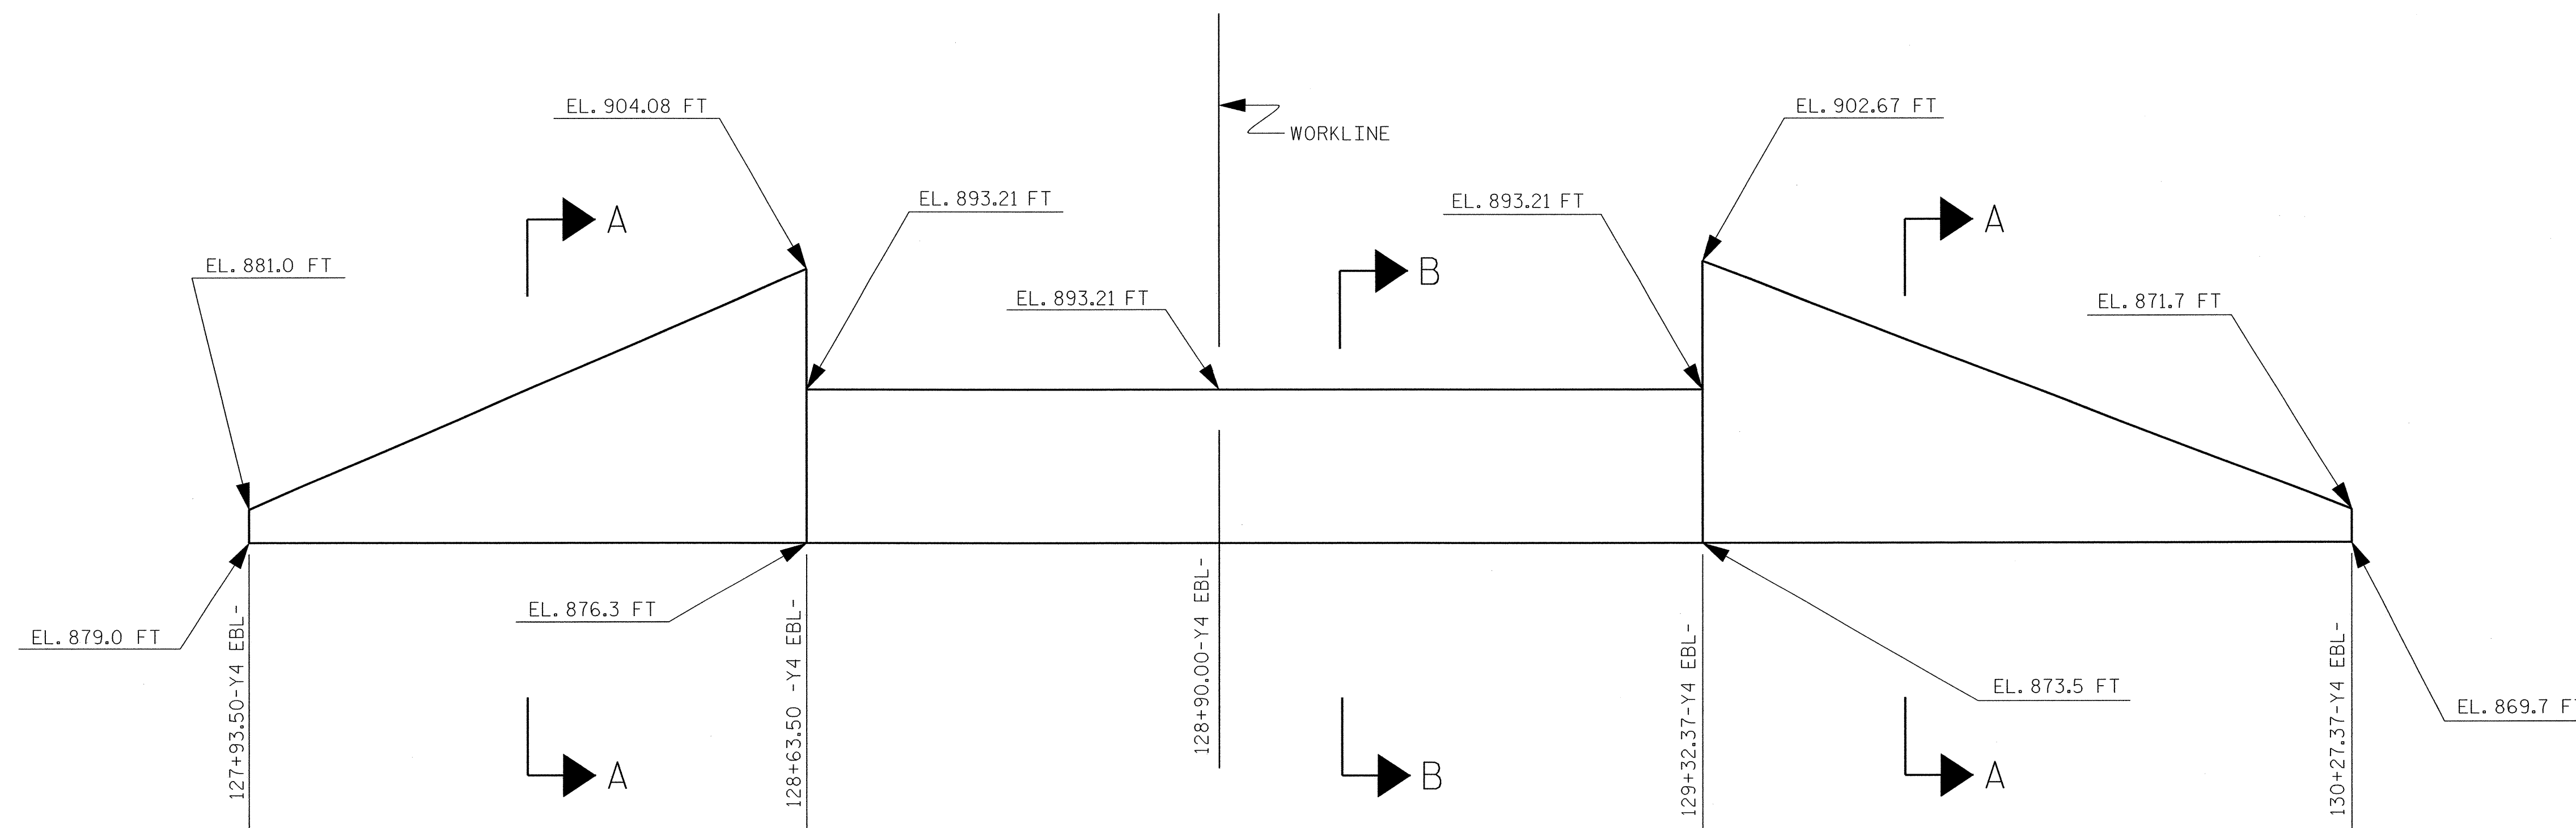 EL. 904.08 FT
EL. 902.67 FT
WORKLINE
EL. 893.21 FT
EL. 893.21 FT
A
A
EL. 881.0 FT
B
EL. 893.21 FT
EL. 871.7 FT
EL. 879.0 FT
EL. 876.3 FT
EL. 873.5 FT
EL. 869.7 FT
127+93.50-Y4 EBL-
128+63.50 -Y4 EBL-
128+90.00-Y4 EBL-
129+32.37-Y4 EBL-
130+27.37-Y4 EBL-
A
B
A